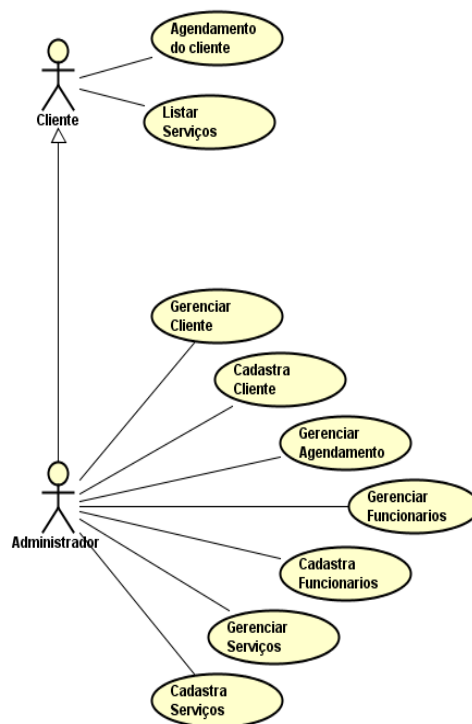 Agendamento
do cliente
Cliente
Listar
Serviços
Gerenciar
Cliente
Cadastra
Cliente
Gerenciar
Agendamento
Gerenciar
Funcionarios
Administrador
Cadastra
Funcionarios
Gerenciar
Serviços
Cadastra
Serviços